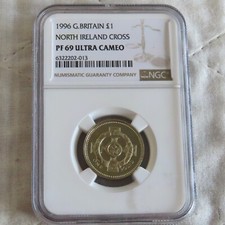 1996 G.BRITAIN £1
NORTH IRELAND CROSS
PF 69 ULTRA CAMEO
6322202-013
NGC
NUMISMATIC GUARANTY COMPANY